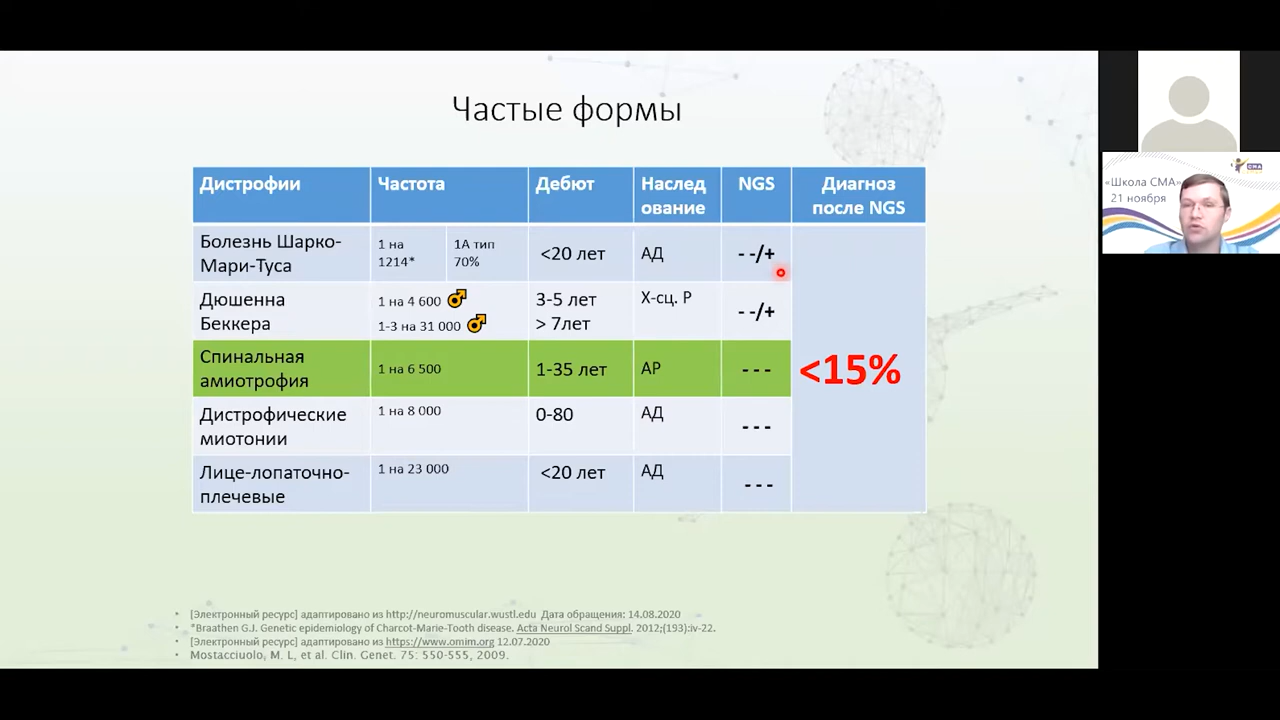 Частые формы
Дистрофии
Частота
Дебют
Наслед
ование
NGS
Диагноз
после NGS
Болезнь Шарко-
Мари-Туса
1 на
1214*
1А тип
70%
<20 лет
АД
- -/+
Дюшенна
Беккера
1 на 4 600 ♂
1-3 на 31 000 ♂
3-5 лет
> 7лет
Х-сц. Р
- -/+
Спинальная
амиотрофия
1 на 6 500
1-35 лет
АР
- - -
<15%
Дистрофические
миотонии
1 на 8 000
0-80
АД
- - -
Лице-лопаточно-
плечевые
1 на 23 000
<20 лет
АД
- - -
• [Электронный ресурс] адаптировано из http://neuromuscular.wustl.edu Дата обращения: 14.08.2020
• *Braathen G.J. Genetic epidemiology of Charcot-Marie-Tooth disease. Acta Neurol Scand Suppl. 2012;(193):iv-22.
• [Электронный ресурс] адаптировано из https://www.omim.org 12.07.2020
• Mostacciuolo, M. L, et al. Clin. Genet. 75: 550-555, 2009.
«Школа СМА»
21 ноября
СМА